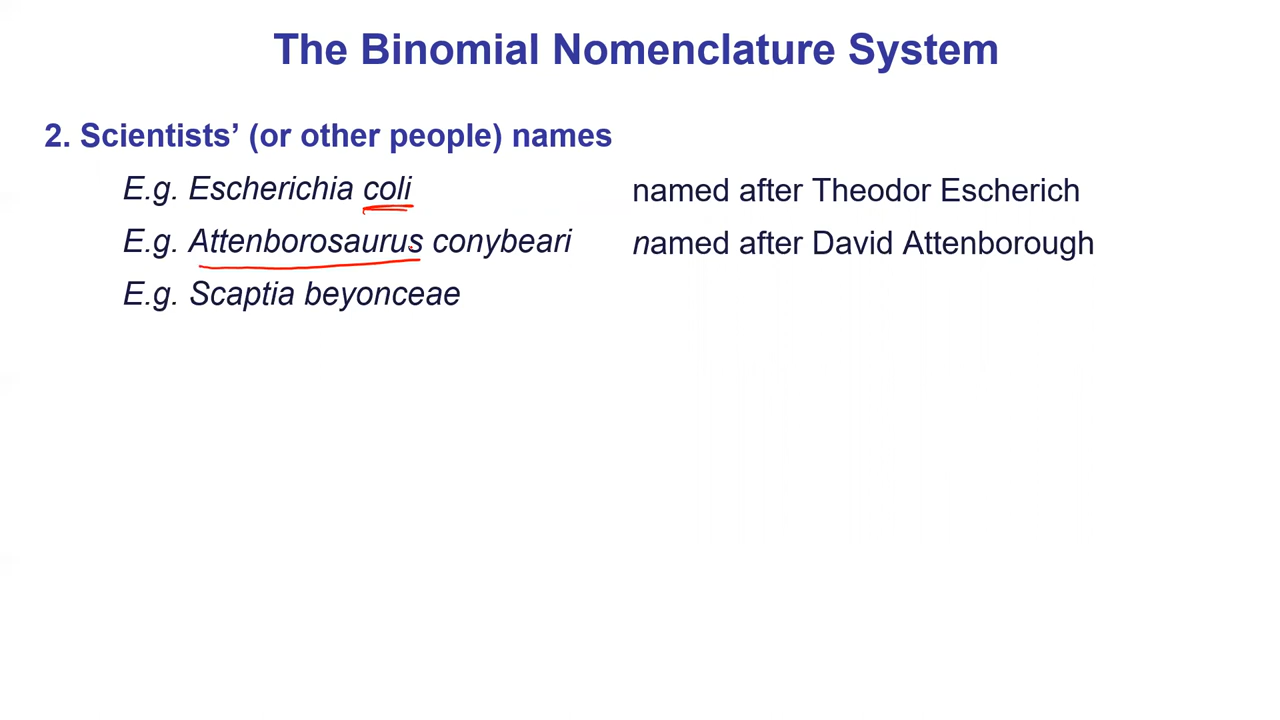 The Binomial Nomenclature System
2. Scientists’ (or other people) names
E.g. Escherichia coli named after Theodor Escherich
E.g. Attenborosaurus conybeari named after David Attenborough
E.g. Scaptia beyonceae